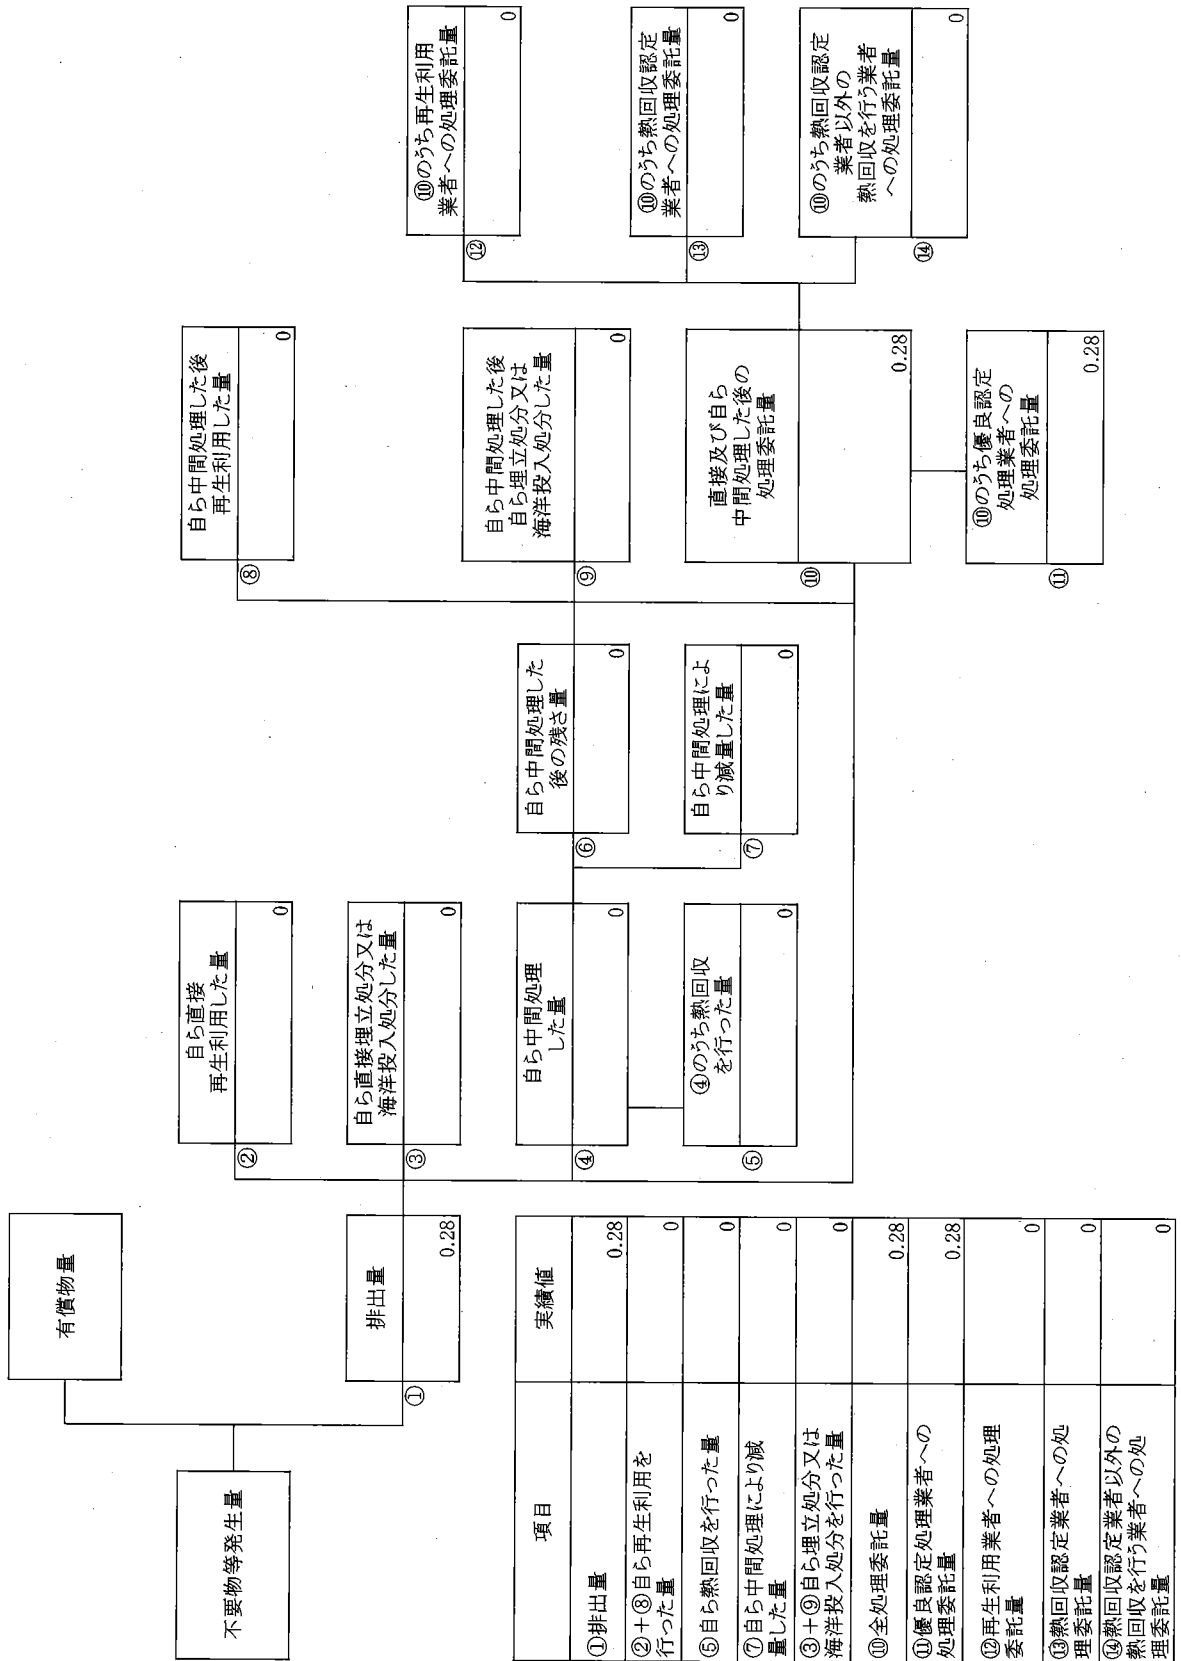 不要物等発生量
有償物量
排出量
①
0.28
自ら直接
再生利用した量
②
0
自ら直接埋立処分又は
海洋投入処分した量
③
0
自ら中間処理
した量
④
0
④のうち熱回収
を行った量
⑤
0
自ら中間処理した
後の残さ量
⑥
0
自ら中間処理によ
り減量した量
⑦
0
自ら中間処理した後
再生利用した量
⑧
0
自ら中間処理した後
自ら埋立処分又は
海洋投入処分した量
⑨
0
直接及び自ら
中間処理した後の
処理委託量
⑩
0.28
⑩のうち優良認定
処理業者への
処理委託量
⑪
0.28
⑩のうち再生利用
業者への処理委託量
⑫
0
⑩のうち熱回収認定
業者への処理委託量
⑬
0
⑩のうち熱回収認定
業者以外の
熱回収を行う業者
への処理委託量
⑭
0
項目 実績値
①排出量 0.28
②+⑧自ら再生利用を
行った量 0
⑤自ら熱回収を行った量 0
⑦自ら中間処理により減
量した量 0
③+⑨自ら埋立処分又は
海洋投入処分を行った量 0
⑩全処理委託量 0.28
⑪優良認定処理業者への
処理委託量 0.28
⑫再生利用業者への処理
委託量 0
⑬熱回収認定業者への処
理委託量 0
⑭熱回収認定業者以外の
熱回収を行う業者への処
理委託量 0